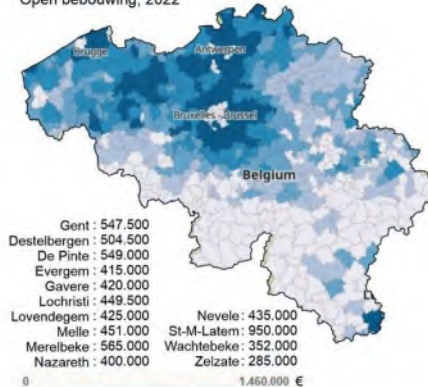 Open bebouwing, 2022
Brugge
Antwerpen
Bruxelles - Brussel
Belgium
Gent : 547.500
Destelbergen : 504.500
De Pinte : 549.000
Evergem : 415.000
Gavere : 420.000
Lochristi : 449.500
Lovendegem : 425.000
Melle : 451.000
Merelbeke : 565.000
Nazareth : 400.000
Nevele : 435.000
St-M-Latem : 950.000
Wachtebeke : 352.000
Zelzate : 285.000
0 1.460.000 €